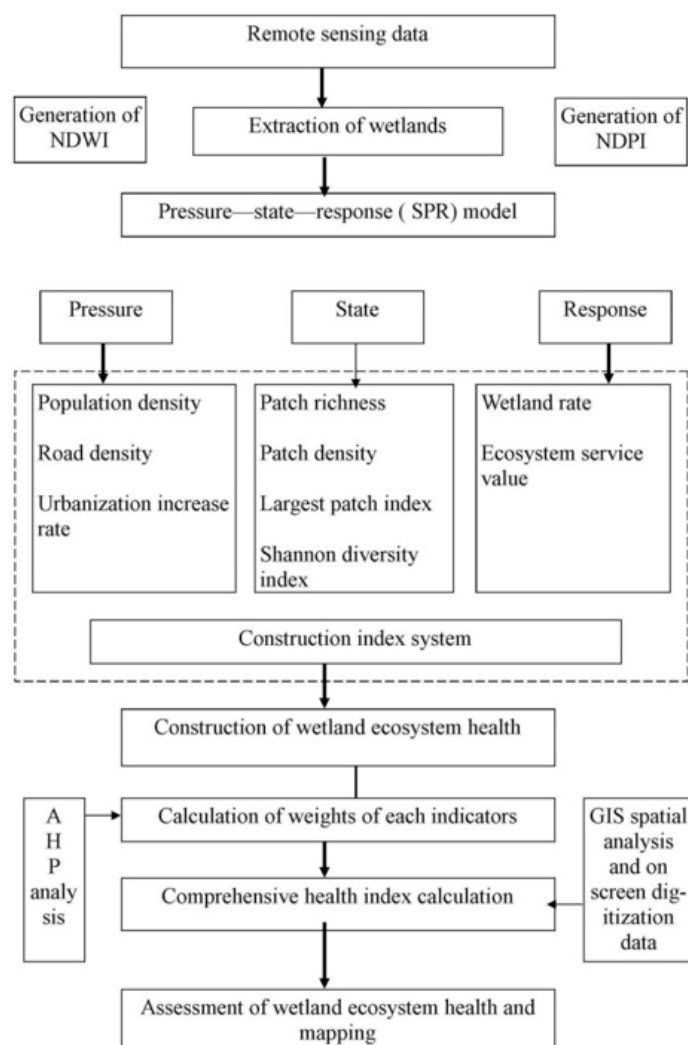 Remote sensing data
Generation of
NDWI
Extraction of wetlands
Generation of
NDPI
Pressure—state—response ( SPR) model
Pressure
State
Response
Population density
Road density
Urbanization increase
rate
Patch richness
Patch density
Largest patch index
Shannon diversity
index
Wetland rate
Ecosystem service
value
Construction index system
Construction of wetland ecosystem health
A
H
P
analy
sis
Calculation of weights of each indicators
Comprehensive health index calculation
GIS spatial
analysis
and on
screen dig-
itization
data
Assessment of wetland ecosystem health and
mapping